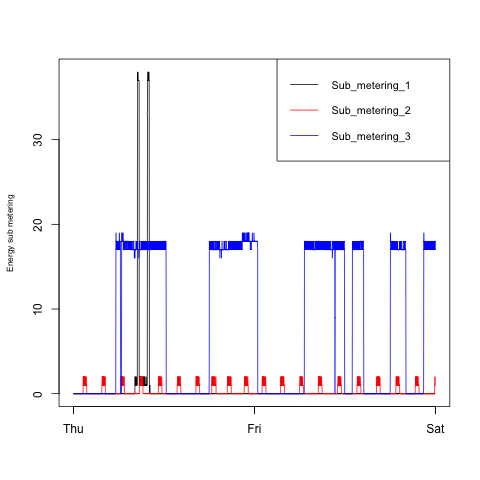 Sub_metering_1
Sub_metering_2
Sub_metering_3
Energy sub metering
30
20
10
0
Thu Fri Sat